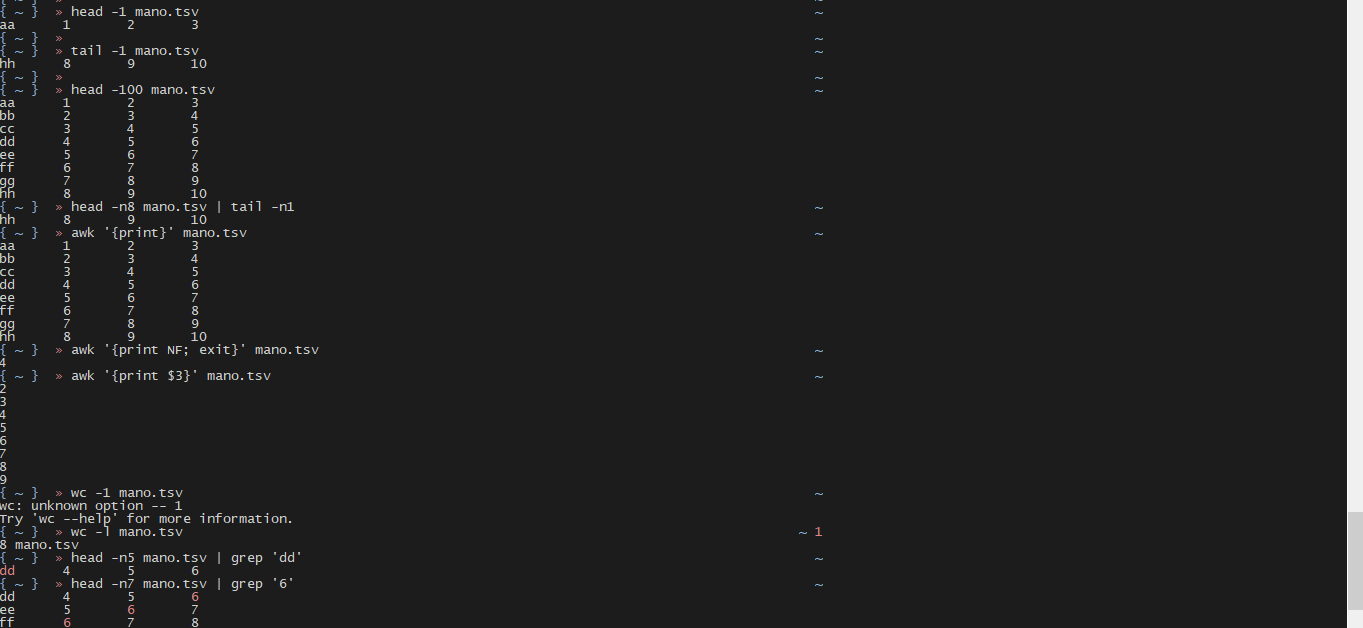 { ~ }  » head -1 mano.tsv ~
aa 1 2 3
{ ~ }  » ~
{ ~ }  » tail -1 mano.tsv ~
hh 8 9 10
{ ~ }  » ~
{ ~ }  » head -100 mano.tsv ~
aa 1 2 3
bb 2 3 4
cc 3 4 5
dd 4 5 6
ee 5 6 7
ff 6 7 8
gg 7 8 9
hh 8 9 10
{ ~ }  » head -n8 mano.tsv | tail -n1 ~
hh 8 9 10
{ ~ }  » awk '{print}' mano.tsv ~
aa 1 2 3
bb 2 3 4
cc 3 4 5
dd 4 5 6
ee 5 6 7
ff 6 7 8
gg 7 8 9
hh 8 9 10
{ ~ }  » awk '{print NF; exit}' mano.tsv ~
4
{ ~ }  » awk '{print $3}' mano.tsv ~
2
3
4
5
6
7
8
9
{ ~ }  » wc -1 mano.tsv ~
wc: unknown option -- 1
Try 'wc --help' for more information.
{ ~ }  » wc -l mano.tsv ~ 1
8 mano.tsv
{ ~ }  » head -n5 mano.tsv | grep 'dd' ~
dd 4 5 6
{ ~ }  » head -n7 mano.tsv | grep '6' ~
dd 4 5 6
ee 5 6 7
ff 6 7 8